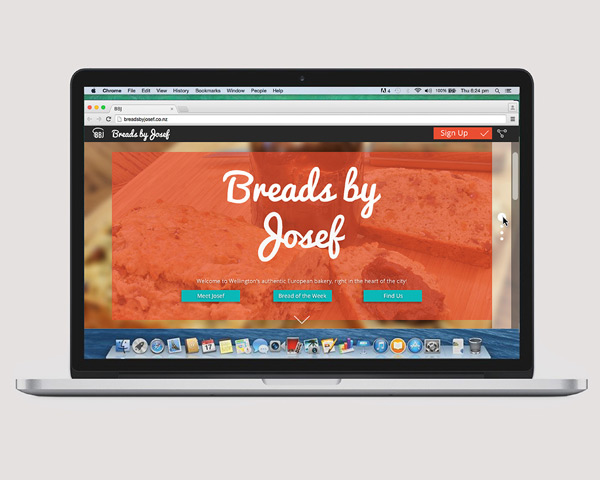 Chrome File Edit View History Bookmarks Window People Help 100% Thu 8:24 pm
BBJ
breadsbyjosef.co.nz
BBJ Breads by Josef Sign Up
Breads by
Josef
Welcome to Wellington's authentic European bakery, right in the heart of the city!
Meet Josef Bread of the Week Find Us
17